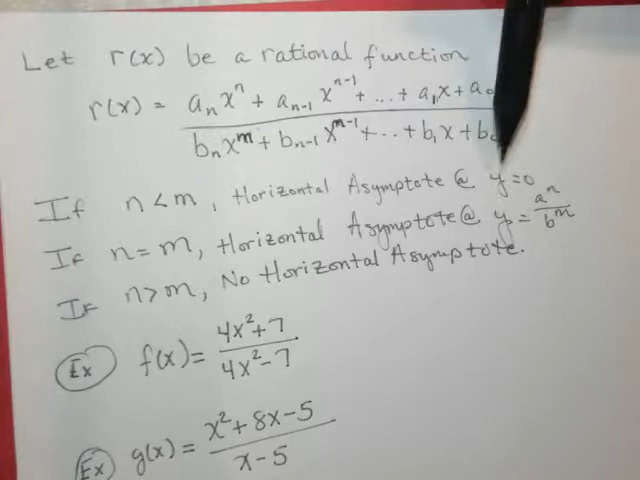 Let r(x) be a rational function
r(x) = (aₙxⁿ + aₙ₋₁xⁿ⁻¹ + ... + a₁x + a₀) / (bₙxᵐ + bₙ₋₁xᵐ⁻¹ + ... + b₁x + b₀)
If n < m, Horizontal Asymptote @ y = 0
If n = m, Horizontal Asymptote @ y = aⁿ/bᵐ
If n > m, No Horizontal Asymptote.
Ex f(x) = (4x² + 7) / (4x² - 7)
Ex g(x) = (x² + 8x - 5) / (x - 5)